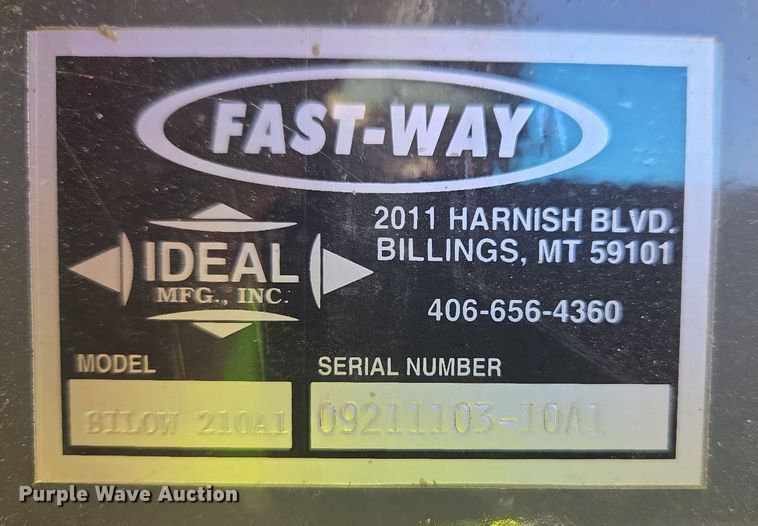 FAST-WAY
IDEAL
MFG., INC.
2011 HARNISH BLVD.
BILLINGS, MT 59101
406-656-4360
MODEL
SILOW 210A1
SERIAL NUMBER
09211103-10A1
Purple Wave Auction